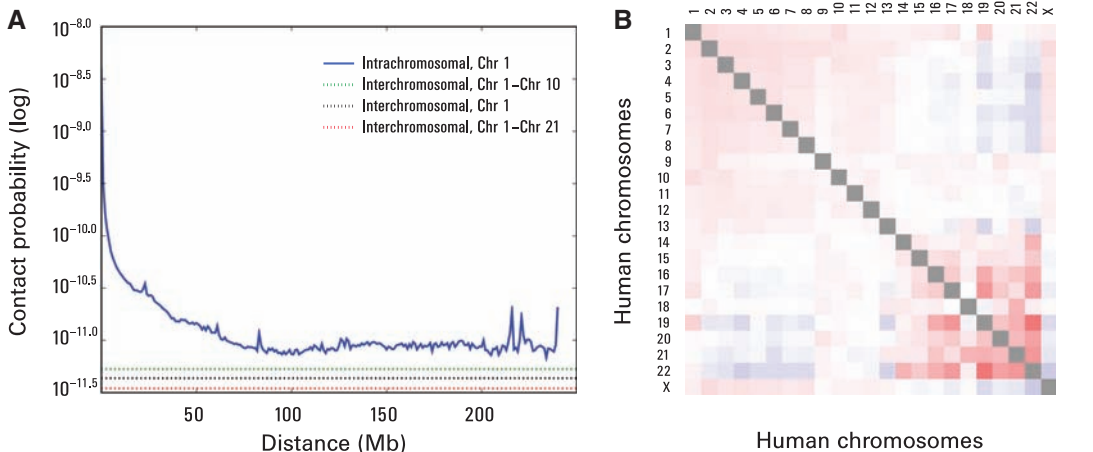 A
Contact probability (log)
10^−8.0
10^−8.5
10^−9.0
10^−9.5
10^−10.0
10^−10.5
10^−11.0
10^−11.5
Intrachromosomal, Chr 1
Interchromosomal, Chr 1–Chr 10
Interchromosomal, Chr 1
Interchromosomal, Chr 1–Chr 21
50 100 150 200
Distance (Mb)
B
1 2 3 4 5 6 7 8 9 10 11 12 13 14 15 16 17 18 19 20 21 22 X
Human chromosomes
1
2
3
4
5
6
7
8
9
10
11
12
13
14
15
16
17
18
19
20
21
22
X
Human chromosomes